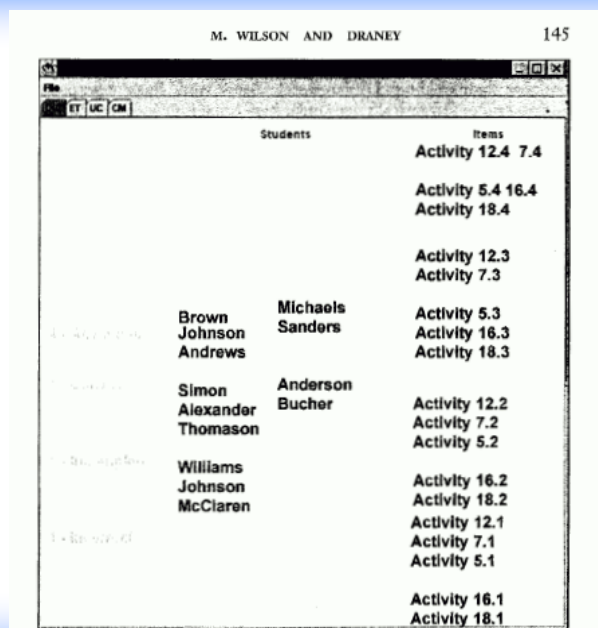 M. WILSON AND DRANEY 145
File
ET UC CM
Students Items
Activity 12.4 7.4
Activity 5.4 16.4
Activity 18.4
Activity 12.3
Activity 7.3
Brown Michaels Activity 5.3
Johnson Sanders Activity 16.3
Andrews Activity 18.3
Simon Anderson
Alexander Bucher Activity 12.2
Thomason Activity 7.2
Activity 5.2
Williams
Johnson Activity 16.2
McClaren Activity 18.2
Activity 12.1
Activity 7.1
Activity 5.1
Activity 16.1
Activity 18.1